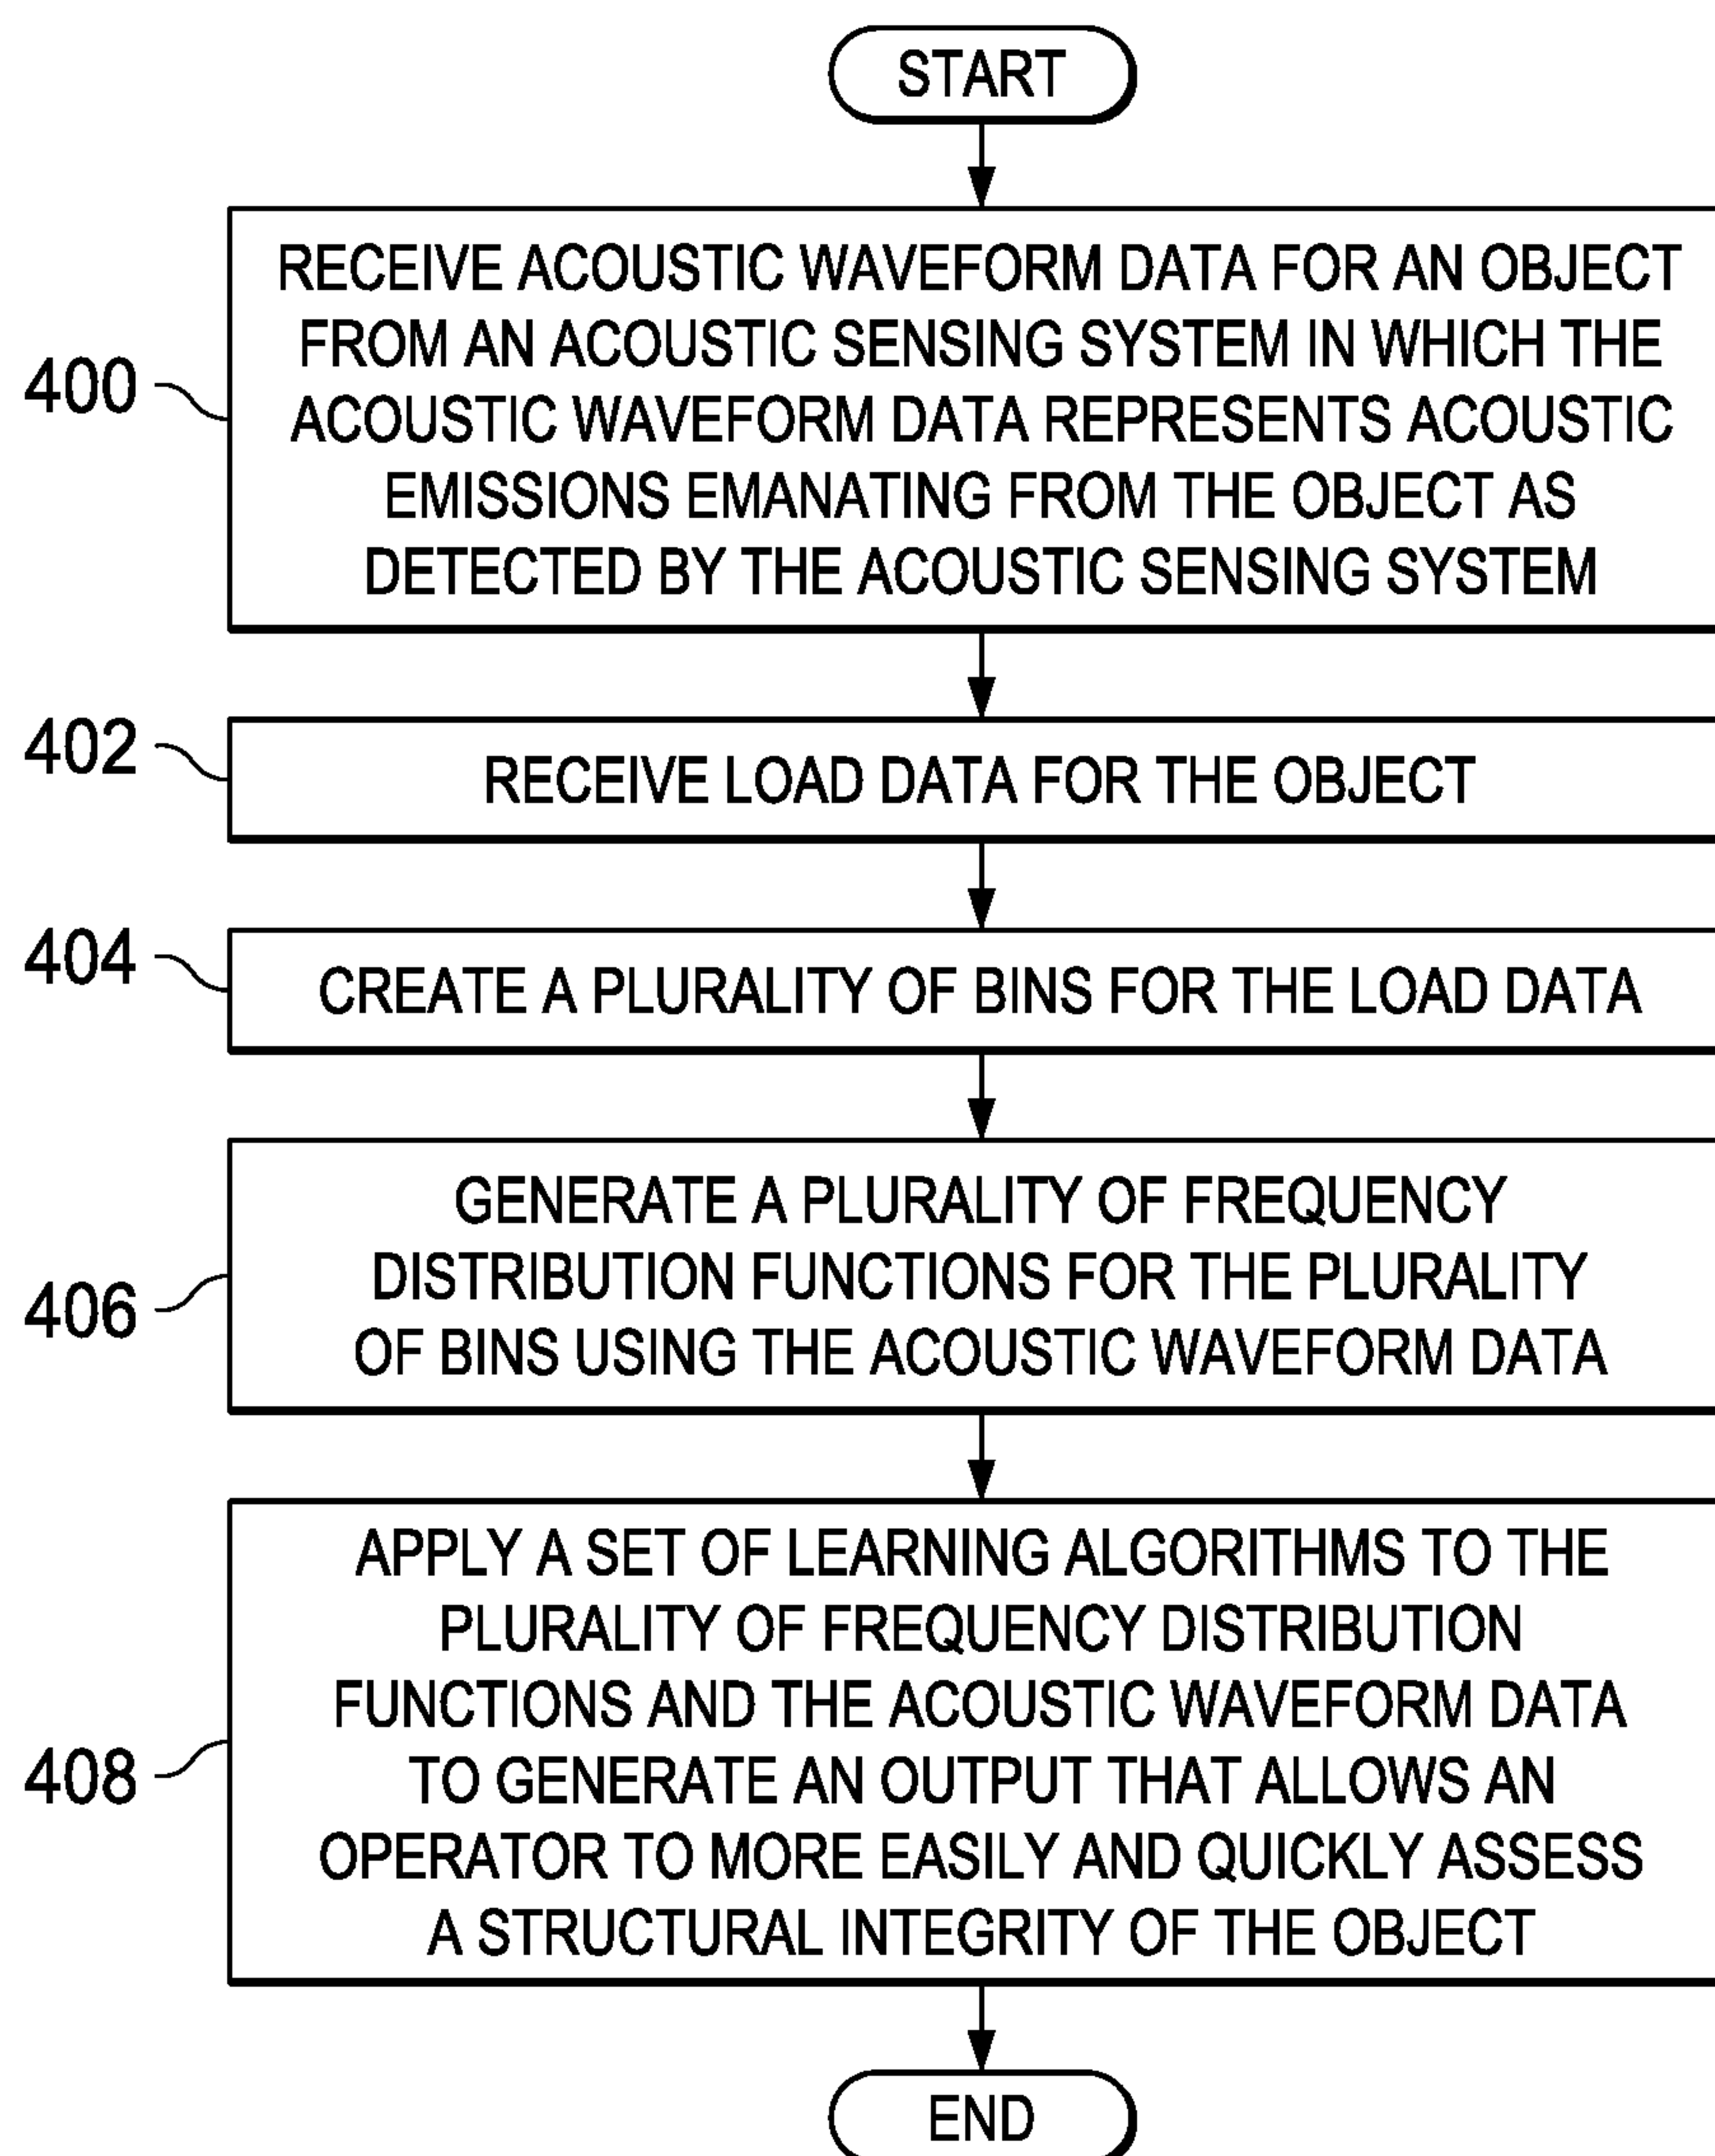 START
400
RECEIVE ACOUSTIC WAVEFORM DATA FOR AN OBJECT
FROM AN ACOUSTIC SENSING SYSTEM IN WHICH THE
ACOUSTIC WAVEFORM DATA REPRESENTS ACOUSTIC
EMISSIONS EMANATING FROM THE OBJECT AS
DETECTED BY THE ACOUSTIC SENSING SYSTEM
402
RECEIVE LOAD DATA FOR THE OBJECT
404
CREATE A PLURALITY OF BINS FOR THE LOAD DATA
406
GENERATE A PLURALITY OF FREQUENCY
DISTRIBUTION FUNCTIONS FOR THE PLURALITY
OF BINS USING THE ACOUSTIC WAVEFORM DATA
408
APPLY A SET OF LEARNING ALGORITHMS TO THE
PLURALITY OF FREQUENCY DISTRIBUTION
FUNCTIONS AND THE ACOUSTIC WAVEFORM DATA
TO GENERATE AN OUTPUT THAT ALLOWS AN
OPERATOR TO MORE EASILY AND QUICKLY ASSESS
A STRUCTURAL INTEGRITY OF THE OBJECT
END